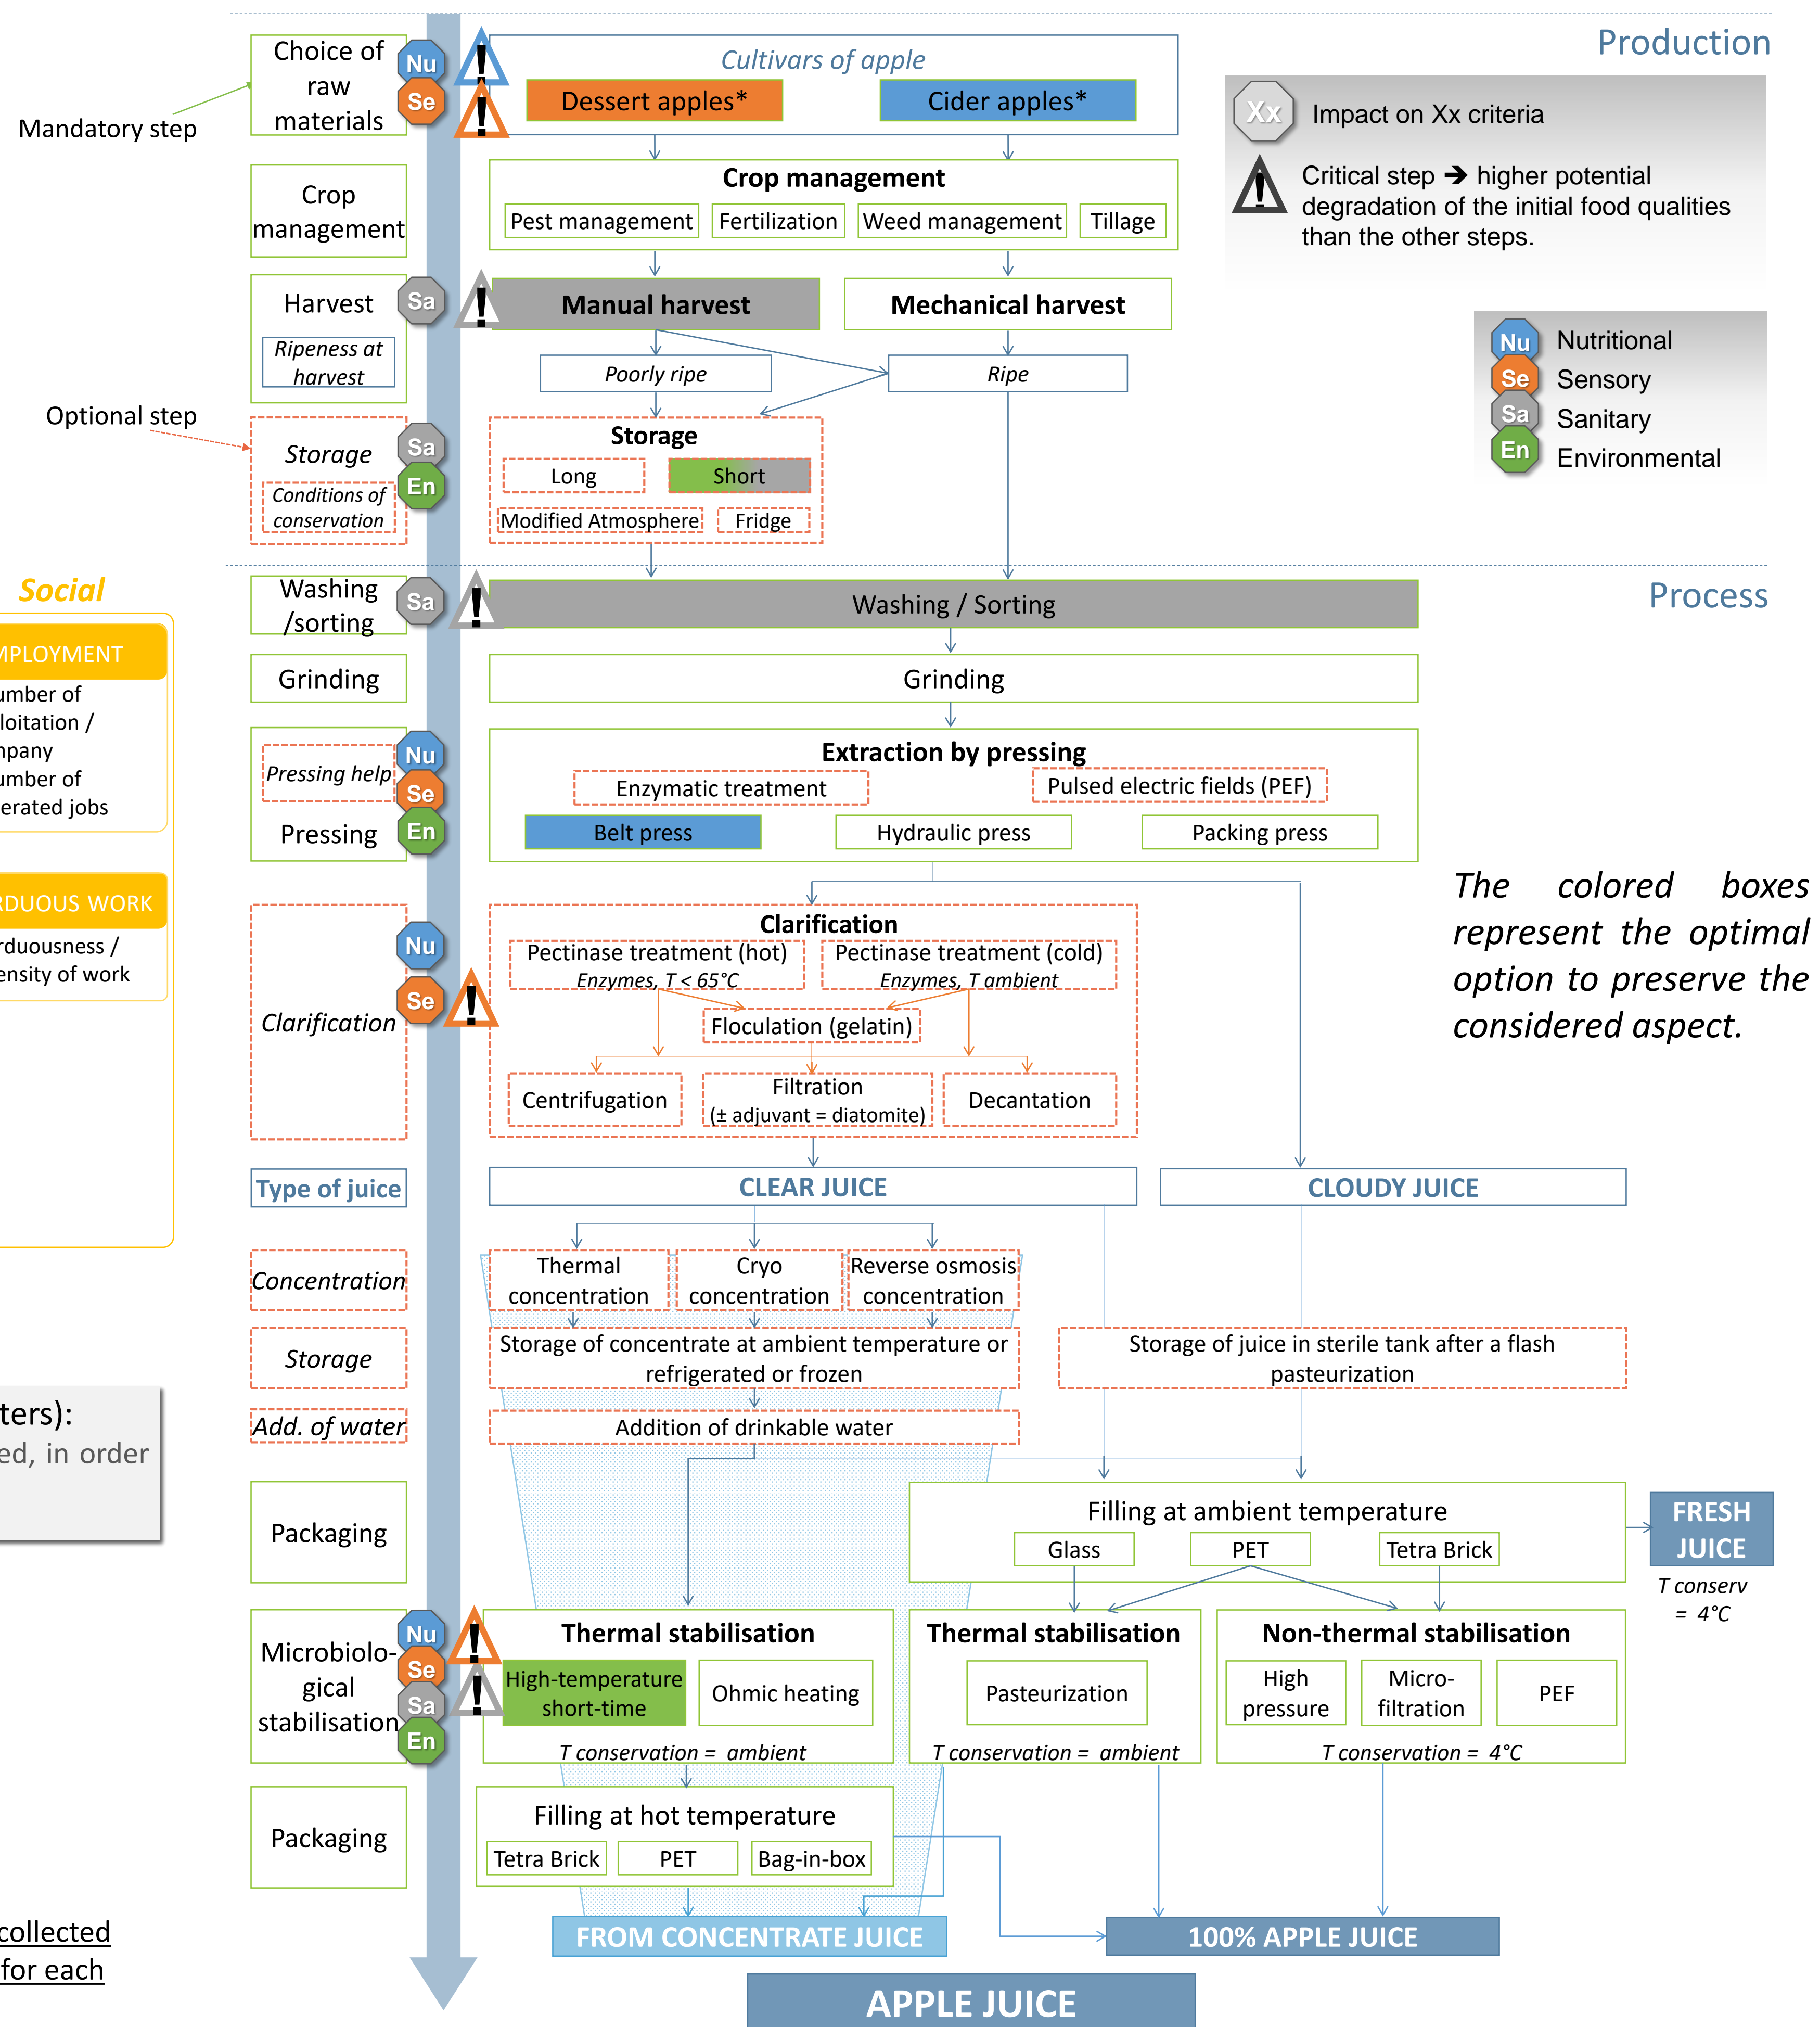 Production
Mandatory step
Choice of
raw
materials
Nu
Se
!
!
Cultivars of apple
Dessert apples*
Cider apples*
Xx
Impact on Xx criteria
!
Critical step ➔ higher potential
degradation of the initial food qualities
than the other steps.
Crop
management
Crop management
Pest management
Fertilization
Weed management
Tillage
Harvest
Ripeness at
harvest
Sa
!
Manual harvest
Mechanical harvest
Poorly ripe
Ripe
Nu
Nutritional
Se
Sensory
Sa
Sanitary
En
Environmental
Optional step
Storage
Conditions of
conservation
Sa
En
Storage
Long
Short
Modified Atmosphere
Fridge
Process
Social
MPLOYMENT
umber of
loitation /
mpany
umber of
erated jobs
RDUOUS WORK
rduousness /
ensity of work
Washing
/sorting
Sa
!
Washing / Sorting
Grinding
Grinding
Pressing help
Pressing
Nu
Se
En
Extraction by pressing
Enzymatic treatment
Pulsed electric fields (PEF)
Belt press
Hydraulic press
Packing press
The colored boxes
represent the optimal
option to preserve the
considered aspect.
Clarification
Nu
Se
!
Clarification
Pectinase treatment (hot)
Enzymes, T < 65°C
Pectinase treatment (cold)
Enzymes, T ambient
Floculation (gelatin)
Centrifugation
Filtration
(± adjuvant = diatomite)
Decantation
Type of juice
CLEAR JUICE
CLOUDY JUICE
Concentration
Thermal
concentration
Cryo
concentration
Reverse osmosis
concentration
Storage
Storage of concentrate at ambient temperature or
refrigerated or frozen
Storage of juice in sterile tank after a flash
pasteurization
Add. of water
Addition of drinkable water
ters):
ed, in order
Packaging
Filling at ambient temperature
Glass
PET
Tetra Brick
FRESH
JUICE
T conserv
= 4°C
Microbiolo-
gical
stabilisation
Nu
Se
Sa
En
!
!
Thermal stabilisation
High-temperature
short-time
Ohmic heating
T conservation = ambient
Thermal stabilisation
Pasteurization
T conservation = ambient
Non-thermal stabilisation
High
pressure
Micro-
filtration
PEF
T conservation = 4°C
Packaging
Filling at hot temperature
Tetra Brick
PET
Bag-in-box
collected
for each
FROM CONCENTRATE JUICE
100% APPLE JUICE
APPLE JUICE